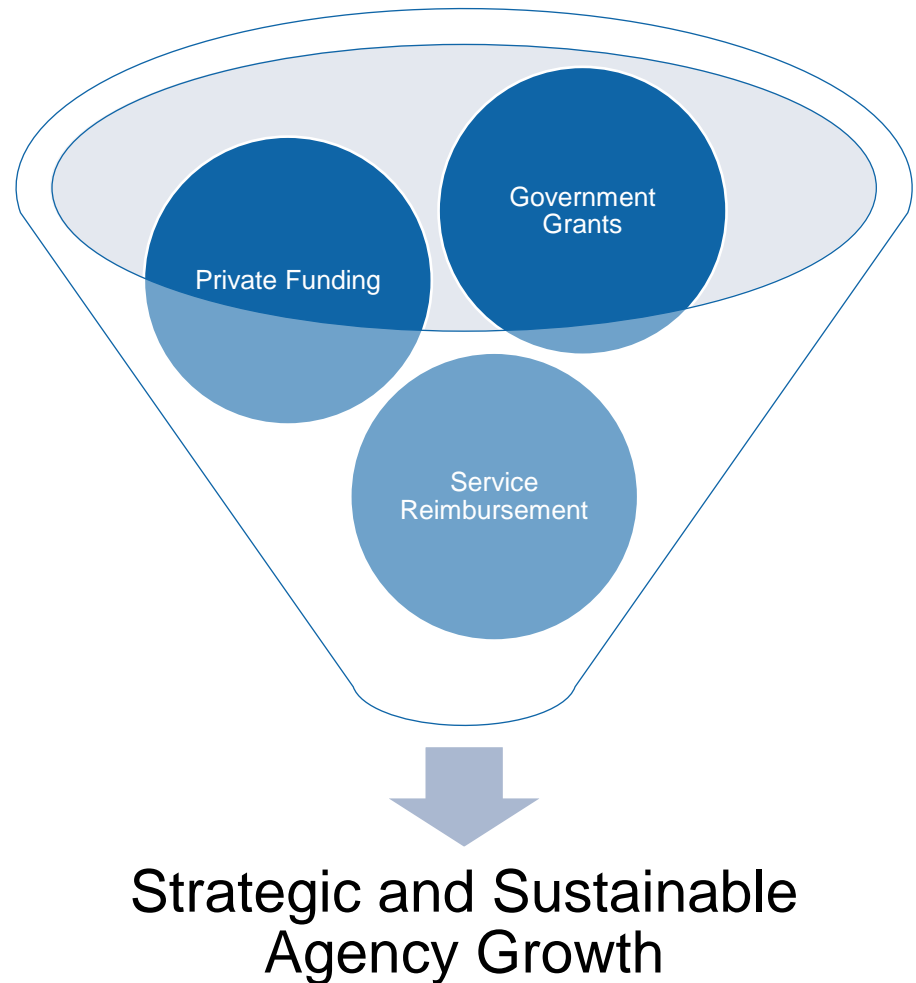 Government
Grants
Private Funding
Service
Reimbursement
Strategic and Sustainable
Agency Growth